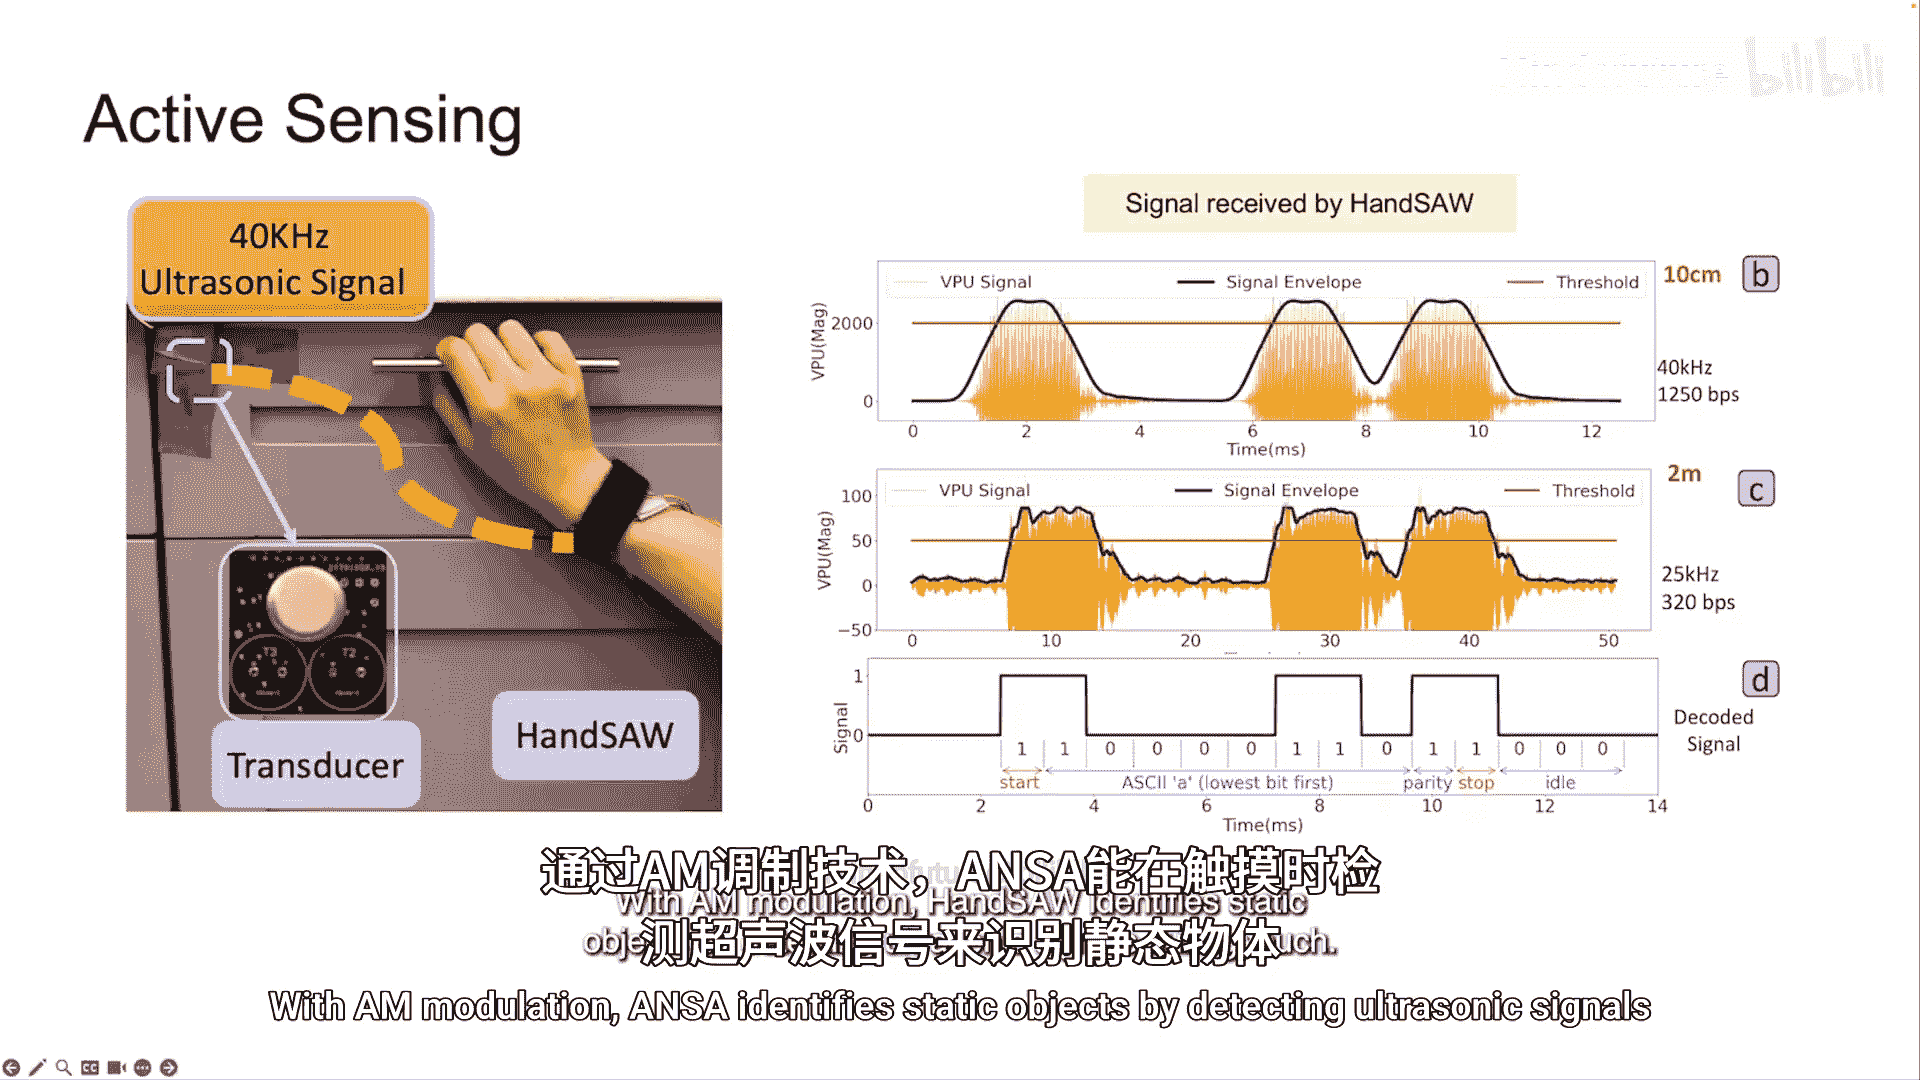 bilibili
Active Sensing
40KHz
Ultrasonic Signal
Transducer
HandSAW
Signal received by HandSAW
VPU Signal
Signal Envelope
Threshold
10cm
b
VPU(Mag)
2000
0
40kHz
1250 bps
0 2 4 6 8 10 12
Time(ms)
VPU Signal
Signal Envelope
Threshold
2m
c
VPU(Mag)
100
50
0
−50
25kHz
320 bps
0 10 20 30 40 50
d
Signal
1
0
Decoded
Signal
1 1 0 0 0 0 1 1 0 1 1 0 0 0
start
ASCII 'a' (lowest bit first)
parity
stop
idle
0 2 4 6 8 10 12 14
Time(ms)
通过AM调制技术，ANSA能在触摸时检
With AM modulation, HandSAW identifies static
测超声波信号来识别静态物体
With AM modulation, ANSA identifies static objects by detecting ultrasonic signals
CC